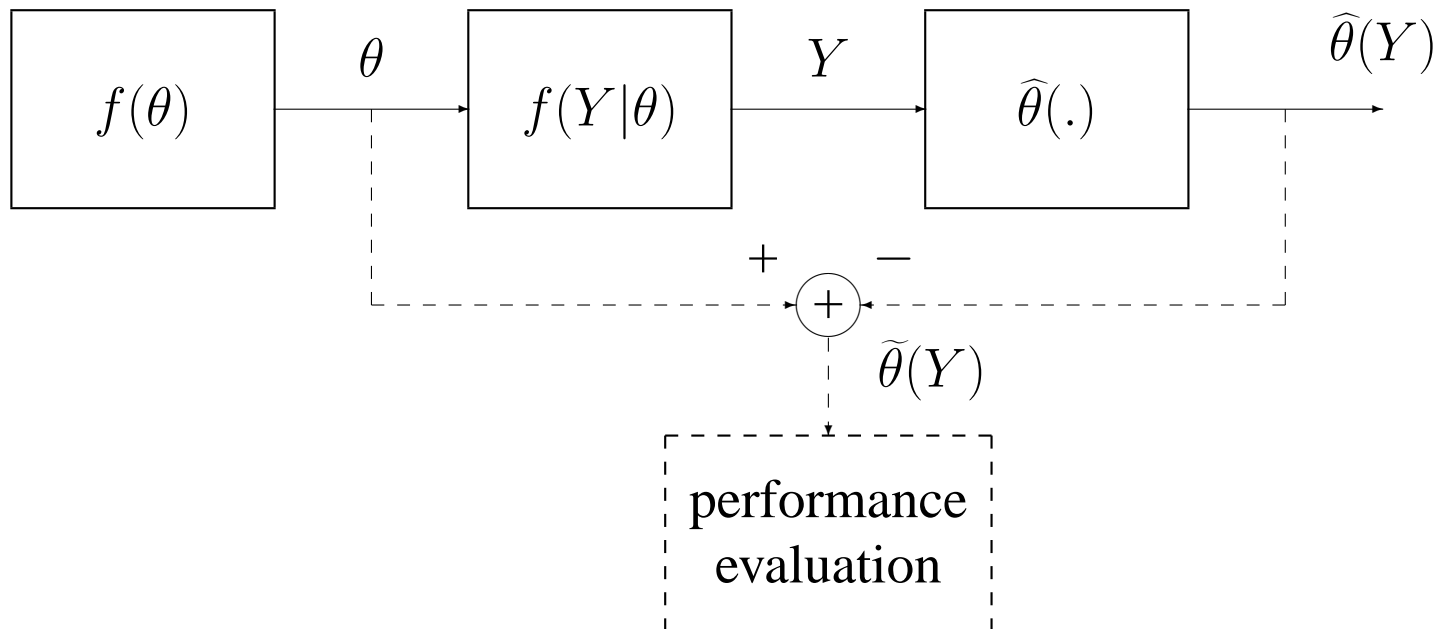 θ
Y
θ̂(Y)
f(θ)
f(Y|θ)
θ̂(.)
+
−
+
θ̃(Y)
performance
evaluation